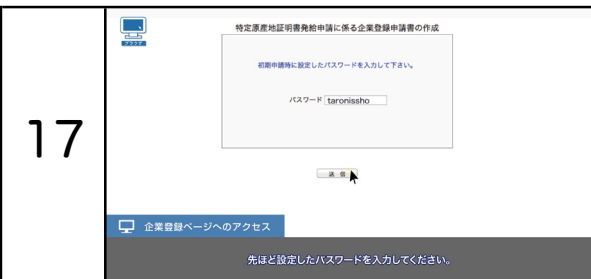 17
ブラウザ
特定原産地証明書発給申請に係る企業登録申請書の作成
初期申請時に設定したパスワードを入力して下さい。
パスワード taronissho
送 信
企業登録ページへのアクセス
先ほど設定したパスワードを入力してください。